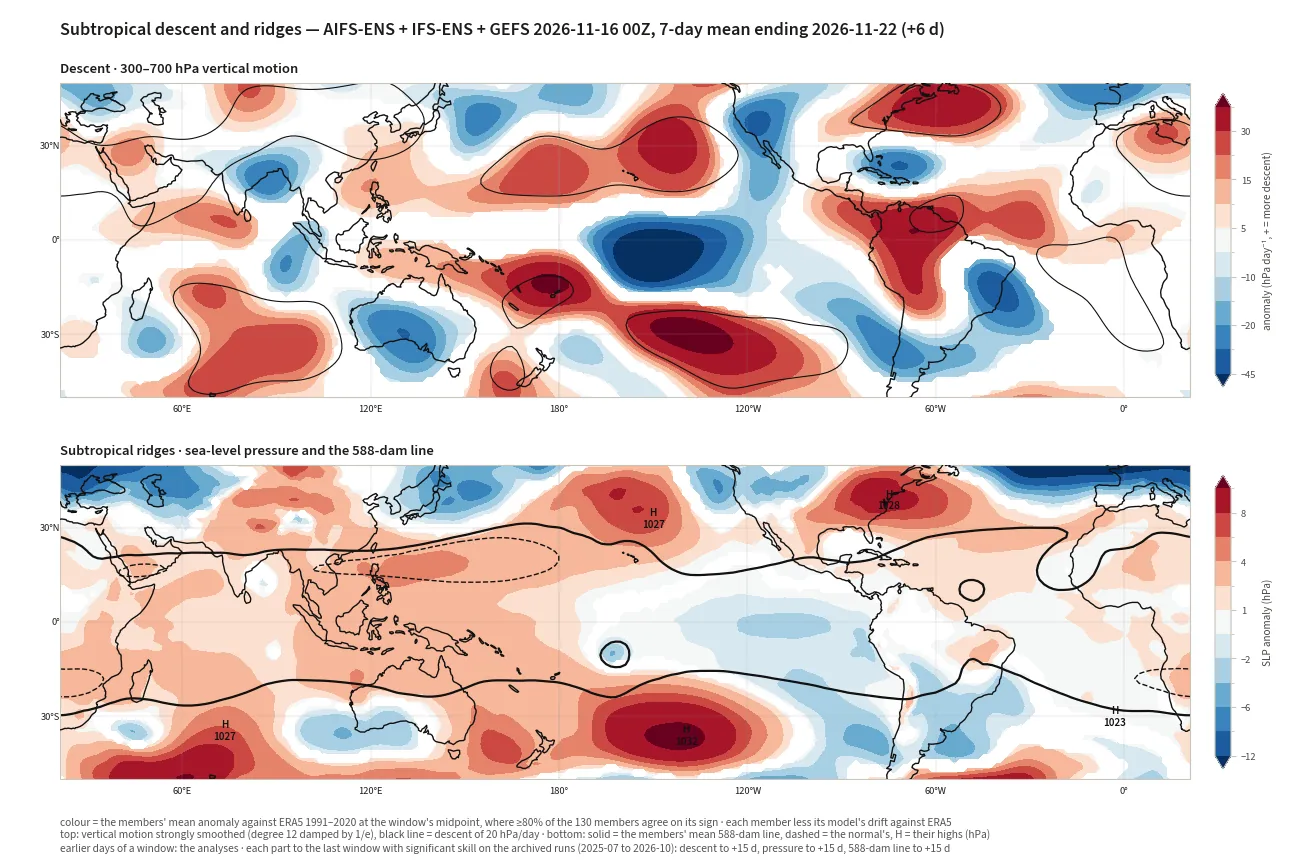 Subtropical descent and ridges — AIFS-ENS + IFS-ENS + GEFS 2026-11-16 00Z, 7-day mean ending 2026-11-22 (+6 d)
Descent · 300–700 hPa vertical motion
30°N
0°
30°S
60°E
120°E
180°
120°W
60°W
0°
30
15
5
−10
−20
−45
anomaly (hPa day⁻¹, + = more descent)
Subtropical ridges · sea-level pressure and the 588-dam line
H
1028
H
1027
H
1027
H
1032
H
1023
30°N
0°
30°S
60°E
120°E
180°
120°W
60°W
0°
8
4
1
−2
−6
−12
SLP anomaly (hPa)
colour = the members' mean anomaly against ERA5 1991–2020 at the window's midpoint, where ≥80% of the 130 members agree on its sign · each member less its model's drift against ERA5
top: vertical motion strongly smoothed (degree 12 damped by 1/e), black line = descent of 20 hPa/day · bottom: solid = the members' mean 588-dam line, dashed = the normal's, H = their highs (hPa)
earlier days of a window: the analyses · each part to the last window with significant skill on the archived runs (2025-07 to 2026-10): descent to +15 d, pressure to +15 d, 588-dam line to +15 d